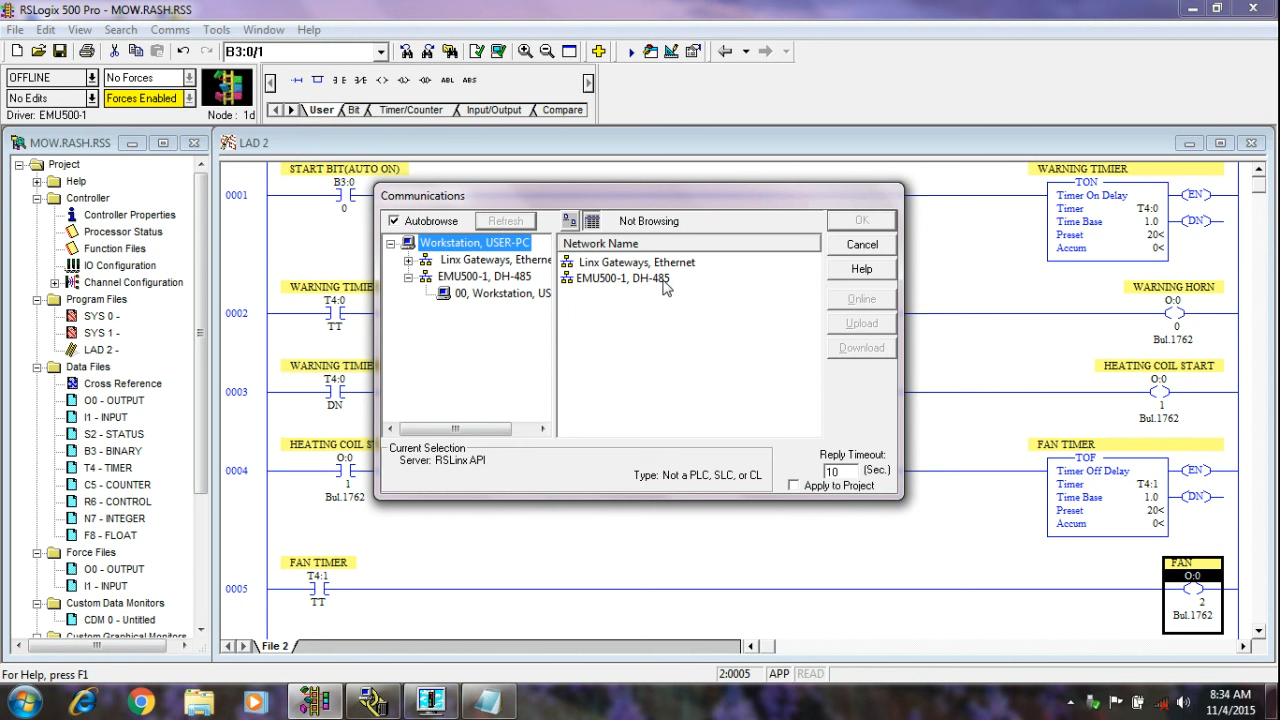 RSLogix 500 Pro - MOW.RASH.RSS
File Edit View Search Comms Tools Window Help
B3:0/1
OFFLINE No Forces
No Edits Forces Enabled
Driver: EMU500-1 Node : 1d
ABL ABS
User Bit Timer/Counter Input/Output Compare
MOW.RASH.RSS
Project
Help
Controller
Controller Properties
Processor Status
Function Files
IO Configuration
Channel Configuration
Program Files
SYS 0 -
SYS 1 -
LAD 2 -
Data Files
Cross Reference
O0 - OUTPUT
I1 - INPUT
S2 - STATUS
B3 - BINARY
T4 - TIMER
C5 - COUNTER
R6 - CONTROL
N7 - INTEGER
F8 - FLOAT
Force Files
O0 - OUTPUT
I1 - INPUT
Custom Data Monitors
CDM 0 - Untitled
Custom Graphical Monitors
LAD 2
START BIT(AUTO ON)
B3:0
0001
0
WARNING TIMIER
TON
Timer On Delay
Timer T4:0
Time Base 1.0
Preset 20<
Accum 0<
EN
DN
WARNING TIMIE
T4:0
0002
TT
WARNING HORN
O:0
0
Bul.1762
WARNING TIMIE
T4:0
0003
DN
HEATING COIL START
O:0
1
Bul.1762
HEATING COIL S
O:0
0004
1
Bul.1762
FAN TIMER
TOF
Timer Off Delay
Timer T4:1
Time Base 1.0
Preset 20<
Accum 0<
EN
DN
FAN TIMER
T4:1
0005
TT
FAN
O:0
2
Bul.1762
File 2
Communications
Autobrowse Refresh Not Browsing
Workstation, USER-PC
Linx Gateways, Etherne
EMU500-1, DH-485
00, Workstation, US
Network Name
Linx Gateways, Ethernet
EMU500-1, DH-485
OK
Cancel
Help
Online
Upload
Download
Current Selection
Server: RSLinx API
Type: Not a PLC, SLC, or CL
Reply Timeout:
10 (Sec.)
Apply to Project
For Help, press F1
2:0005 APP READ
8:34 AM
11/4/2015